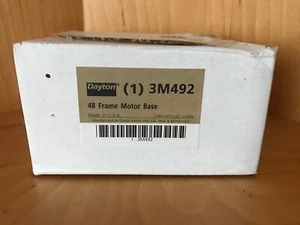 Dayton® (1) 3M492
48 Frame Motor Base
Made in U.S.A.
1 3M492